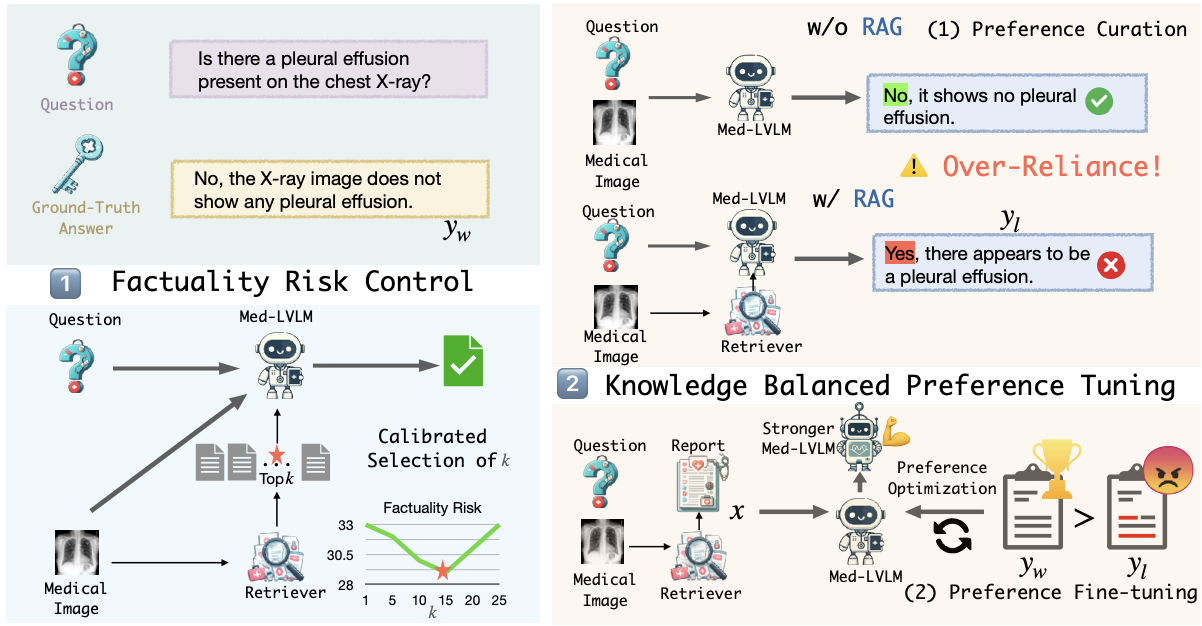 Question
Is there a pleural effusion
present on the chest X-ray?
Ground-Truth
Answer
No, the X-ray image does not
show any pleural effusion.
y_w
1 Factuality Risk Control
Question
Med-LVLM
Top k
Calibrated
Selection of k
Medical
Image
Retriever
Factuality Risk
33
30.5
28
1 5 10 15 20 25
k
Question
w/o RAG (1) Preference Curation
Medical
Image
Med-LVLM
No, it shows no pleural
effusion.
Over-Reliance!
Question
Med-LVLM
w/ RAG
y_l
Yes, there appears to be
a pleural effusion.
Medical
Image
Retriever
2 Knowledge Balanced Preference Tuning
Question
Report
x
Medical
Image
Retriever
Stronger
Med-LVLM
Med-LVLM
Preference
Optimization
>
y_w
y_l
(2) Preference Fine-tuning